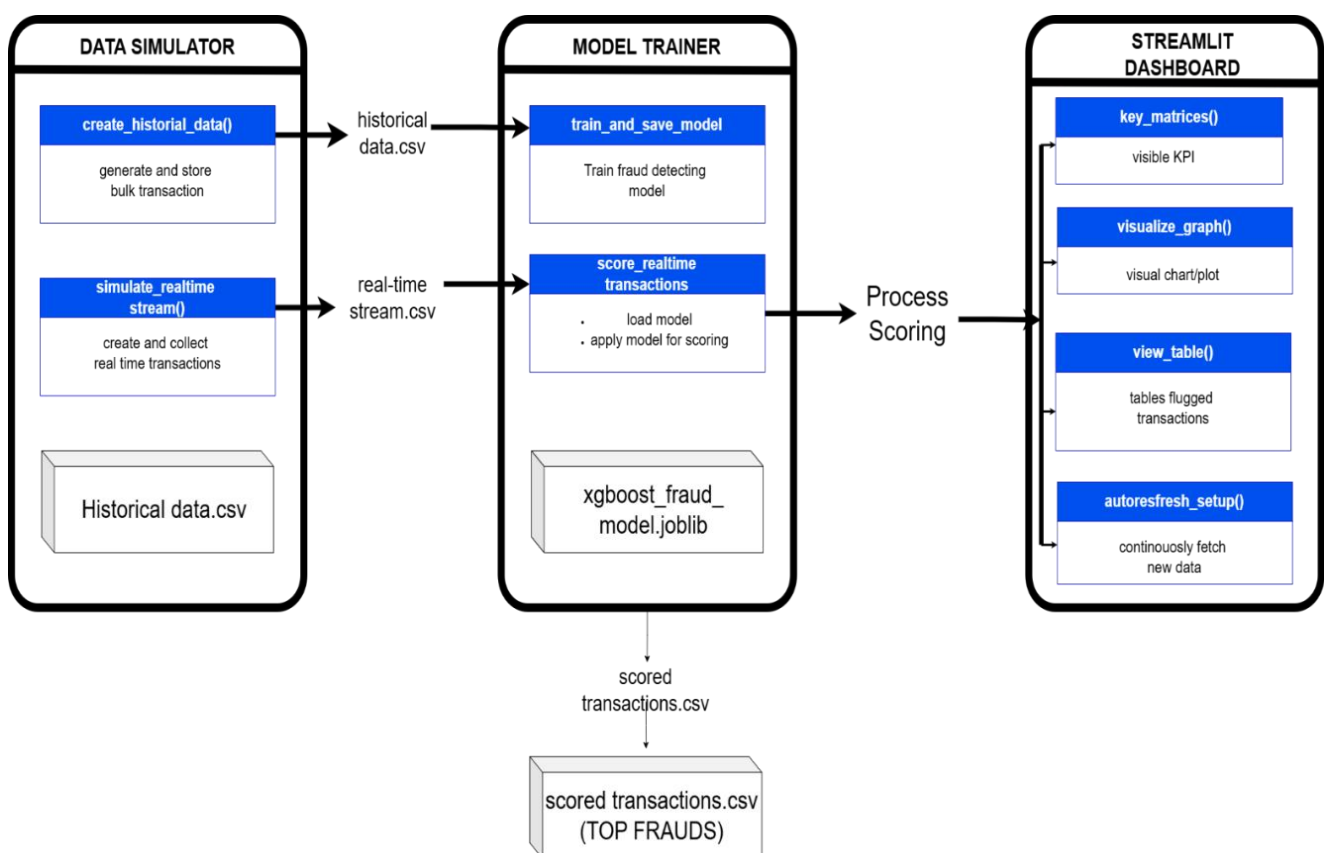 DATA SIMULATOR
create_historial_data()
generate and store
bulk transaction
simulate_realtime
stream()
create and collect
real time transactions
Historical data.csv
historical
data.csv
real-time
stream.csv
MODEL TRAINER
train_and_save_model
Train fraud detecting
model
score_realtime
transactions
load model
apply model for scoring
xgboost_fraud_
model.joblib
scored
transactions.csv
scored transactions.csv
(TOP FRAUDS)
Process
Scoring
STREAMLIT
DASHBOARD
key_matrices()
visible KPI
visualize_graph()
visual chart/plot
view_table()
tables flugged
transactions
autoresfresh_setup()
continouosly fetch
new data